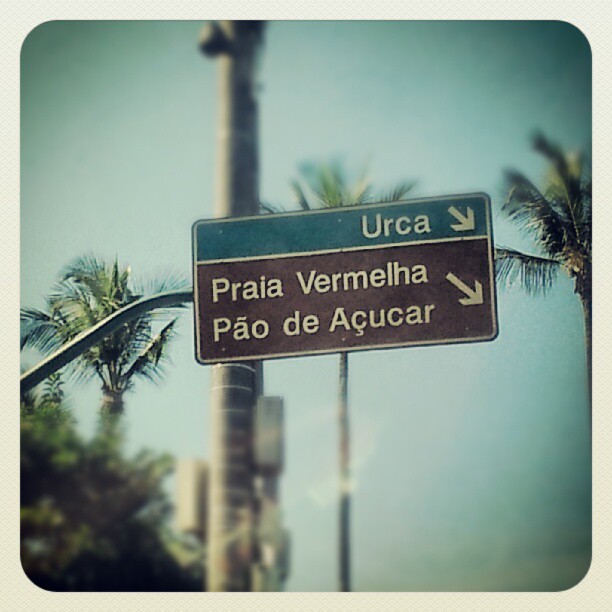 Urca
Praia Vermelha
Pão de Açucar